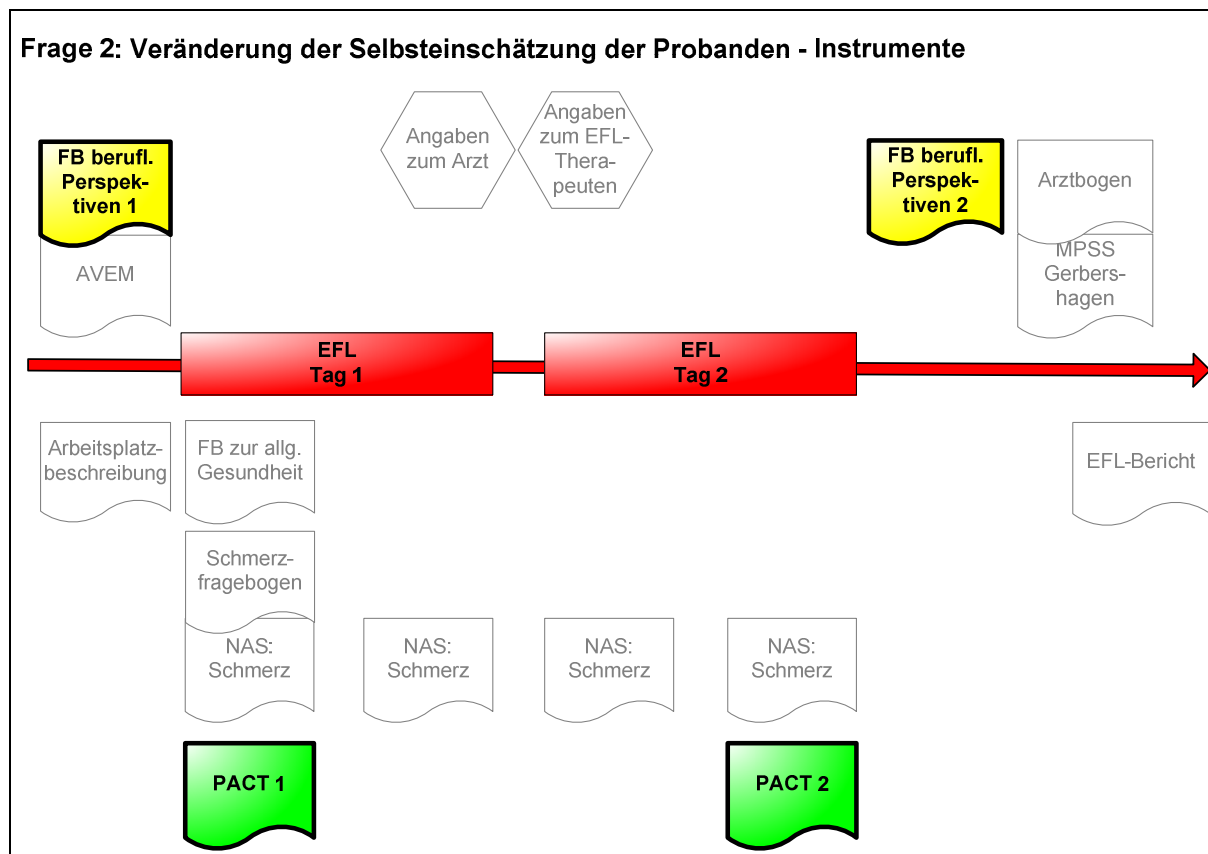 Frage 2: Veränderung der Selbsteinschätzung der Probanden - Instrumente
FB berufl.
Perspek-
tiven 1
AVEM
Angaben
zum Arzt
Angaben
zum EFL-
Thera-
peuten
FB berufl.
Perspek-
tiven 2
Arztbogen
MPSS
Gerbers-
hagen
EFL
Tag 1
EFL
Tag 2
Arbeitsplatz-
beschreibung
FB zur allg.
Gesundheit
EFL-Bericht
Schmerz-
fragebogen
NAS:
Schmerz
NAS:
Schmerz
NAS:
Schmerz
NAS:
Schmerz
PACT 1
PACT 2